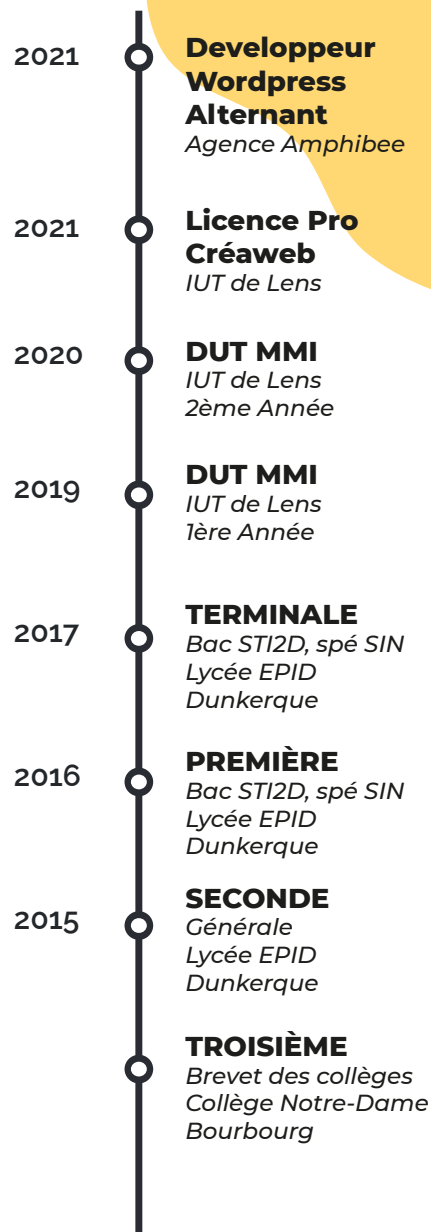 2021
Developpeur
Wordpress
Alternant
Agence Amphibee
2021
Licence Pro
Créaweb
IUT de Lens
2020
DUT MMI
IUT de Lens
2ème Année
2019
DUT MMI
IUT de Lens
1ère Année
2017
TERMINALE
Bac STI2D, spé SIN
Lycée EPID
Dunkerque
2016
PREMIÈRE
Bac STI2D, spé SIN
Lycée EPID
Dunkerque
2015
SECONDE
Générale
Lycée EPID
Dunkerque
TROISIÈME
Brevet des collèges
Collège Notre-Dame
Bourbourg